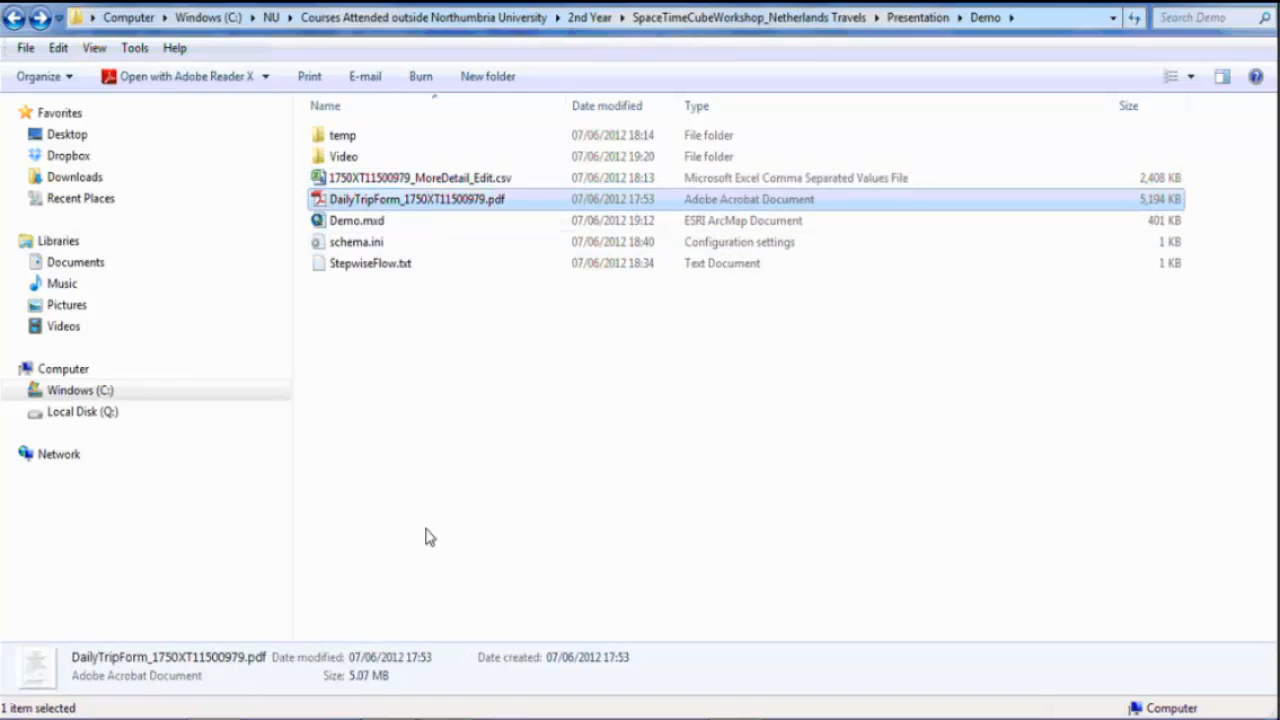 Computer Windows (C:) NU Courses Attended outside Northumbria University 2nd Year SpaceTimeCubeWorkshop_Netherlands Travels Presentation Demo Search Demo
File Edit View Tools Help
Organize Open with Adobe Reader X Print E-mail Burn New folder
Favorites
Desktop
Dropbox
Downloads
Recent Places
Libraries
Documents
Music
Pictures
Videos
Computer
Windows (C:)
Local Disk (Q:)
Network
Name Date modified Type Size
temp 07/06/2012 18:14 File folder
Video 07/06/2012 19:20 File folder
1750XT11500979_MoreDetail_Edit.csv 07/06/2012 18:13 Microsoft Excel Comma Separated Values File 2,408 KB
DailyTripForm_1750XT11500979.pdf 07/06/2012 17:53 Adobe Acrobat Document 5,194 KB
Demo.mxd 07/06/2012 19:12 ESRI ArcMap Document 401 KB
schema.ini 07/06/2012 18:40 Configuration settings 1 KB
StepwiseFlow.txt 07/06/2012 18:34 Text Document 1 KB
DailyTripForm_1750XT11500979.pdf Date modified: 07/06/2012 17:53 Date created: 07/06/2012 17:53
Adobe Acrobat Document Size: 5.07 MB
1 item selected Computer